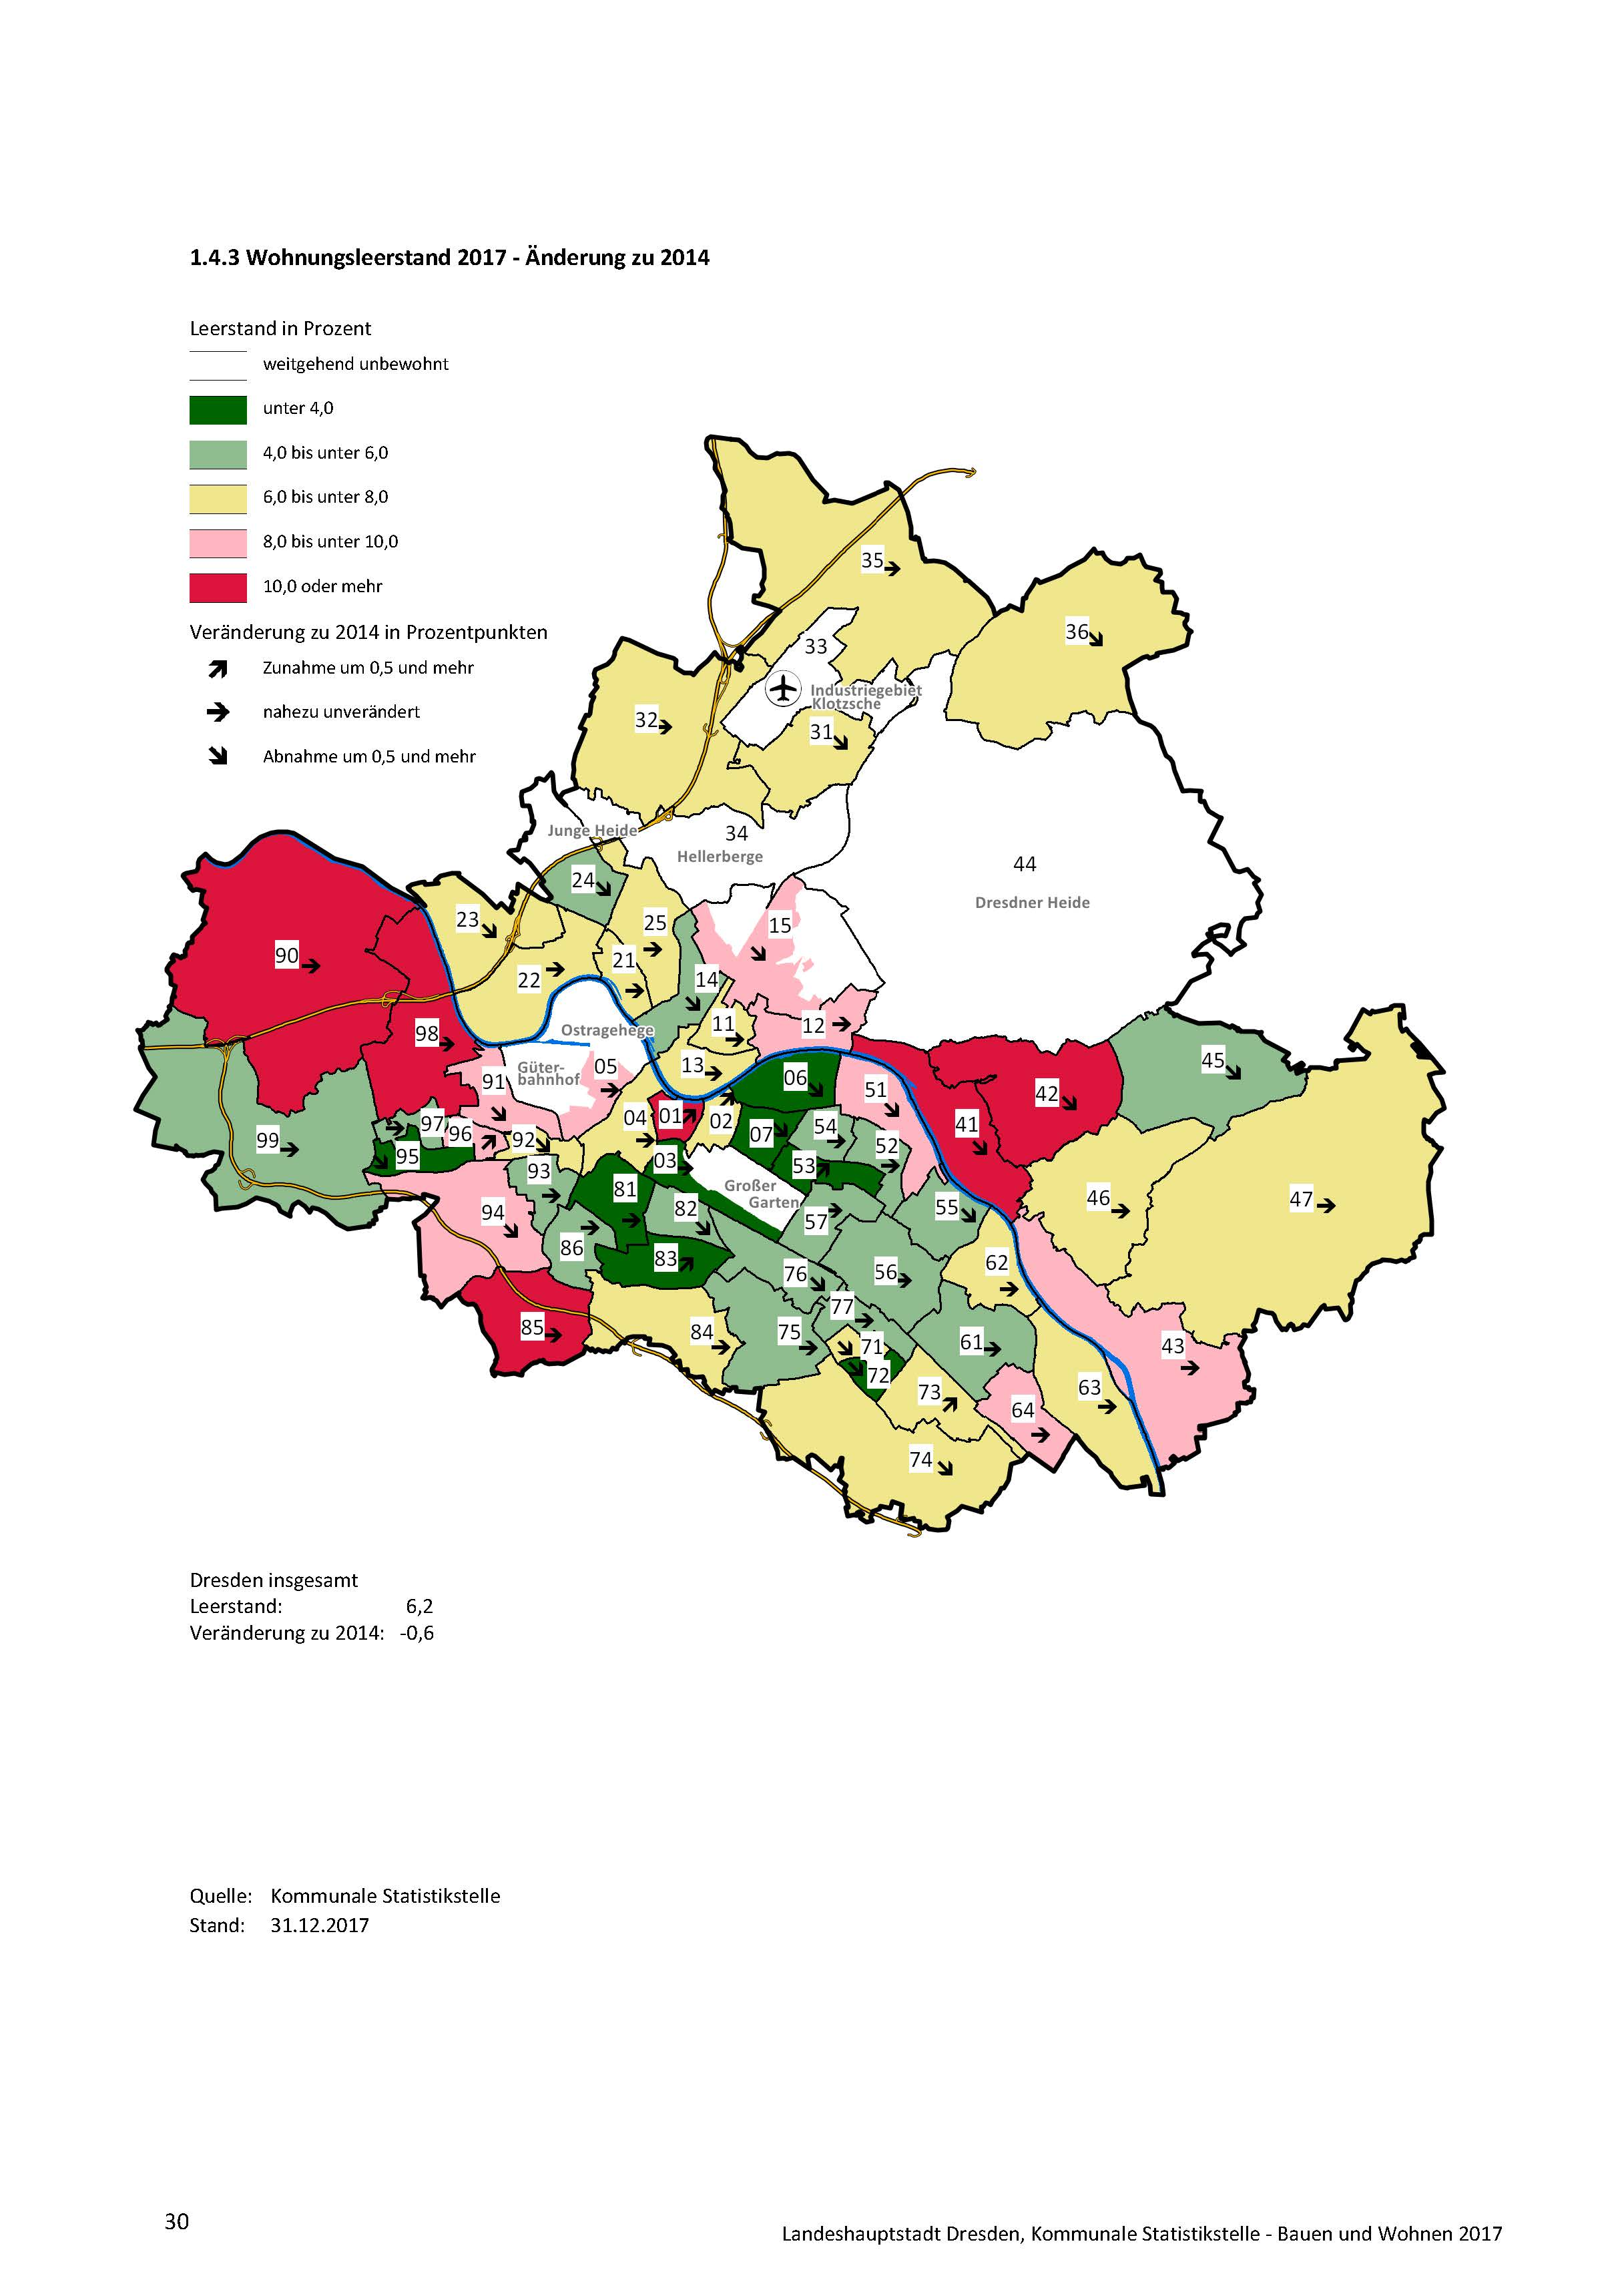 1.4.3 Wohnungsleerstand 2017 - Änderung zu 2014
Leerstand in Prozent
weitgehend unbewohnt
unter 4,0
4,0 bis unter 6,0
6,0 bis unter 8,0
8,0 bis unter 10,0
10,0 oder mehr
Veränderung zu 2014 in Prozentpunkten
Zunahme um 0,5 und mehr
nahezu unverändert
Abnahme um 0,5 und mehr
35
36
33
Industriegebiet
Klotzsche
32
31
Junge Heide
34
Hellerberge
44
Dresdner Heide
24
23
25
15
90
21
22
14
11
12
Ostragehege
98
13
05
Güter-
bahnhof
91
06
51
42
45
04
01
02
41
97
96
92
07
54
52
99
95
03
53
93
81
Großer
Garten
46
47
94
82
57
55
86
83
76
56
62
77
85
84
75
71
61
43
72
73
63
64
74
Dresden insgesamt
Leerstand: 6,2
Veränderung zu 2014: -0,6
Quelle: Kommunale Statistikstelle
Stand: 31.12.2017
30
Landeshauptstadt Dresden, Kommunale Statistikstelle - Bauen und Wohnen 2017